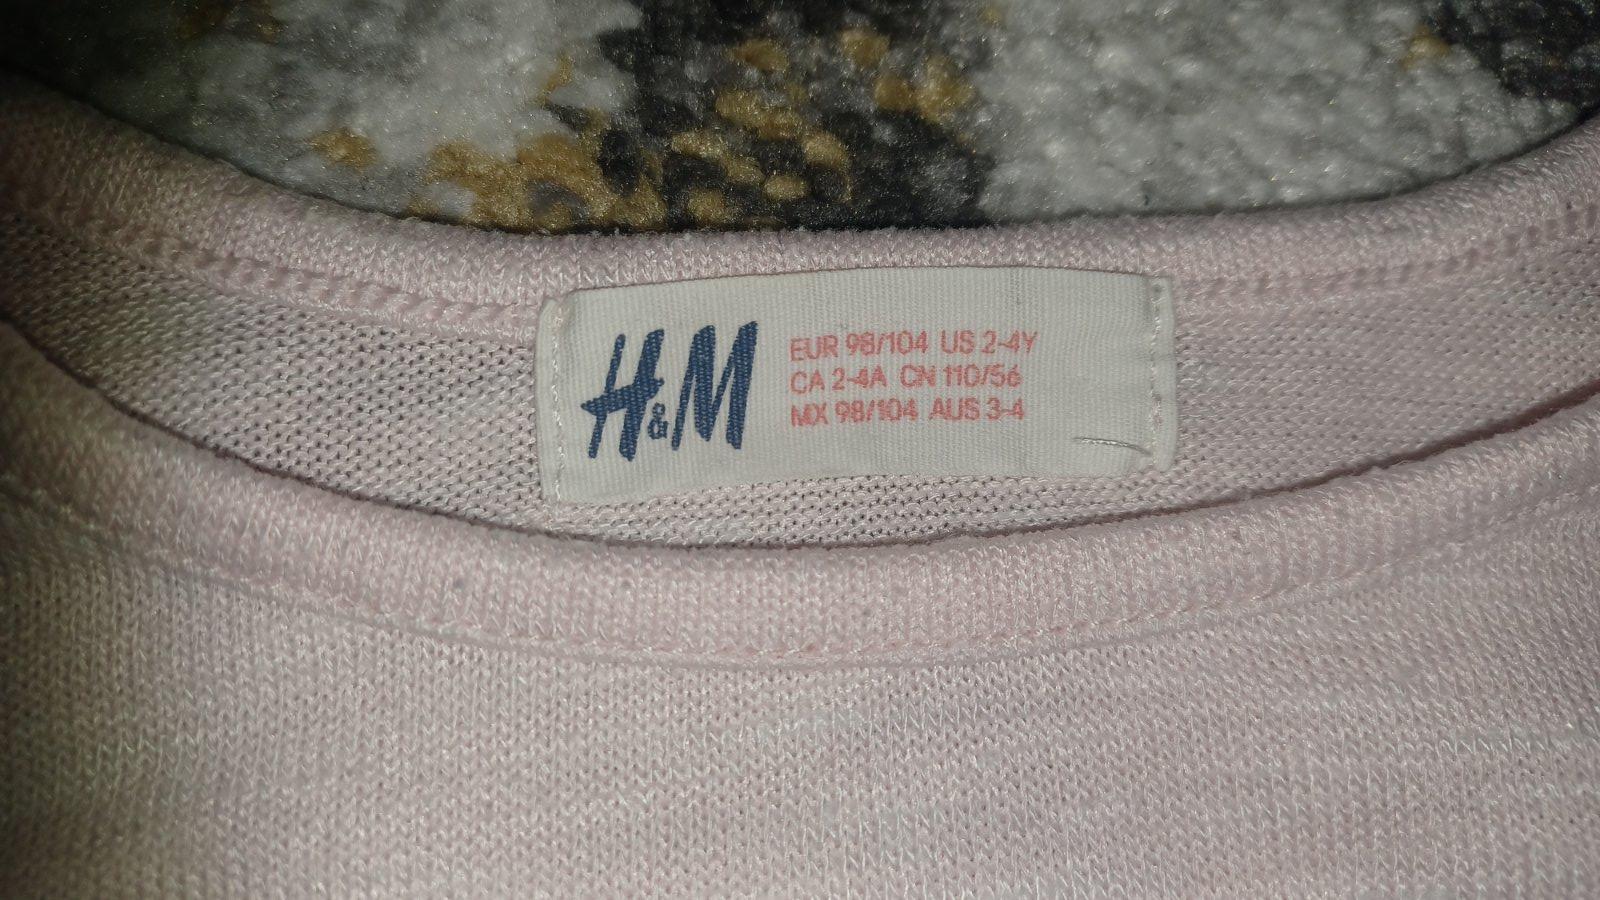 H&M
EUR 98/104 US 2-4Y
CA 2-4A CN 110/56
MX 98/104 AUS 3-4